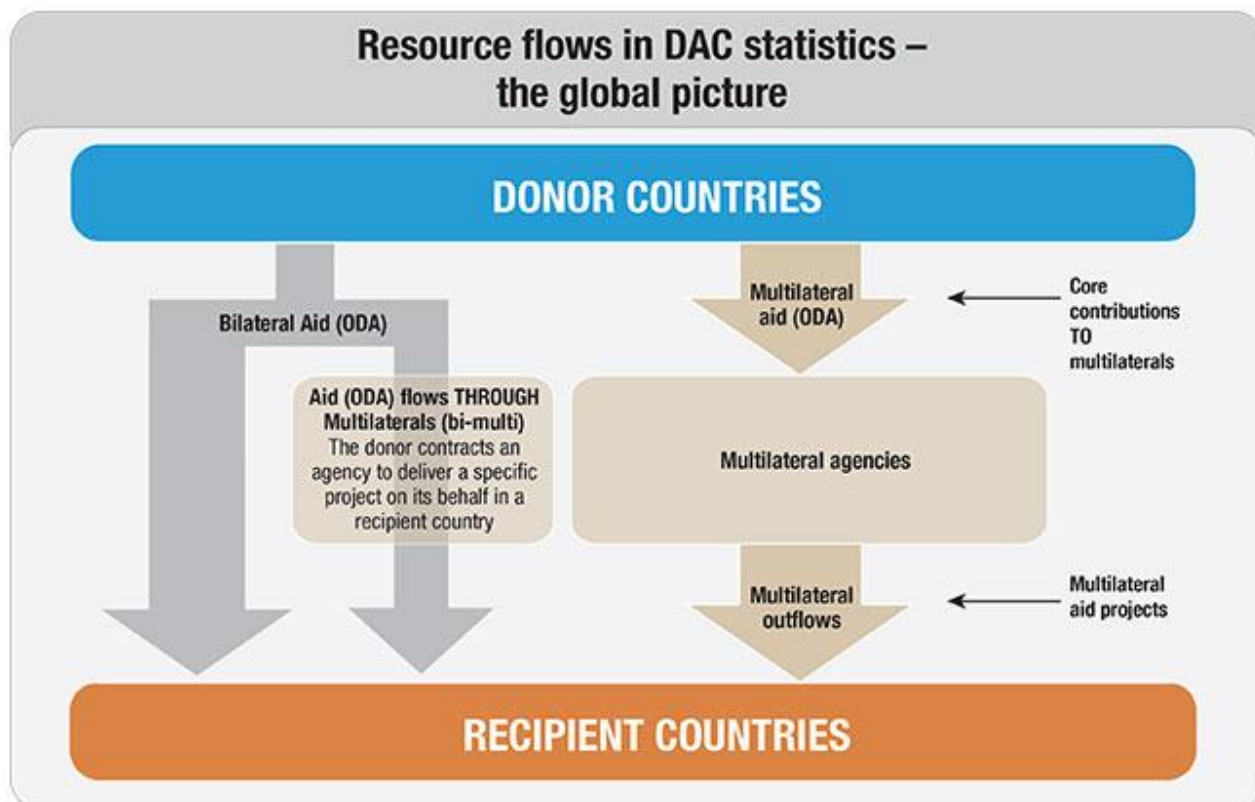 Resource flows in DAC statistics –
the global picture
DONOR COUNTRIES
Bilateral Aid (ODA)
Multilateral
aid (ODA)
Core
contributions
TO
multilaterals
Aid (ODA) flows THROUGH
Multilaterals (bi-multi)
The donor contracts an
agency to deliver a specific
project on its behalf in a
recipient country
Multilateral agencies
Multilateral
outflows
Multilateral
aid projects
RECIPIENT COUNTRIES